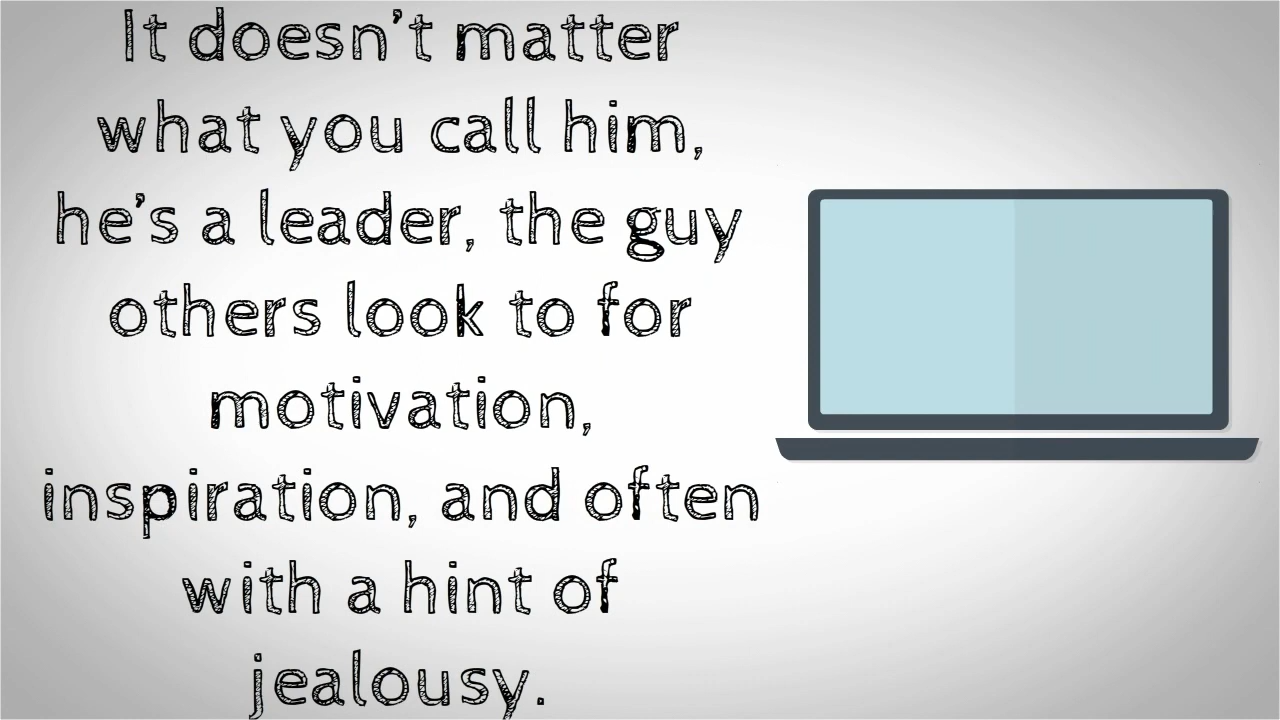 It doesn't matter
what you call him,
he's a leader, the guy
others look to for
motivation,
inspiration, and often
with a hint of
jealousy.